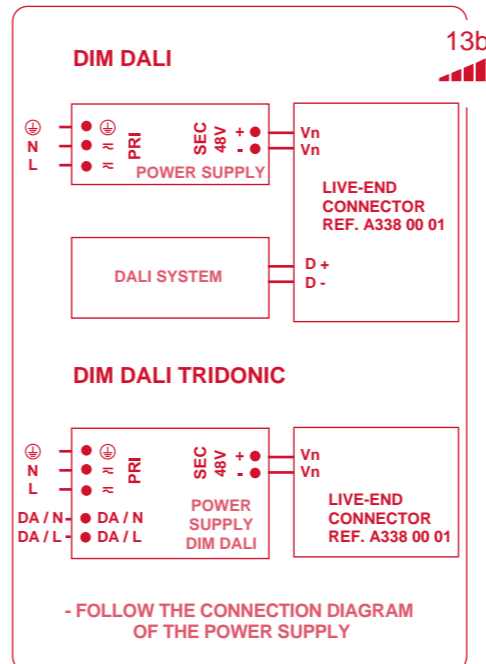 13b
DIM DALI
⏚ ⏚ PRI SEC 48V + Vn
N ≂ - Vn
L ≂ POWER SUPPLY
LIVE-END
CONNECTOR
REF. A338 00 01
DALI SYSTEM
D +
D -
DIM DALI TRIDONIC
⏚ ⏚ PRI SEC 48V + Vn
N ≂ - Vn
L ≂
DA / N DA / N
DA / L DA / L
POWER
SUPPLY
DIM DALI
LIVE-END
CONNECTOR
REF. A338 00 01
- FOLLOW THE CONNECTION DIAGRAM
OF THE POWER SUPPLY